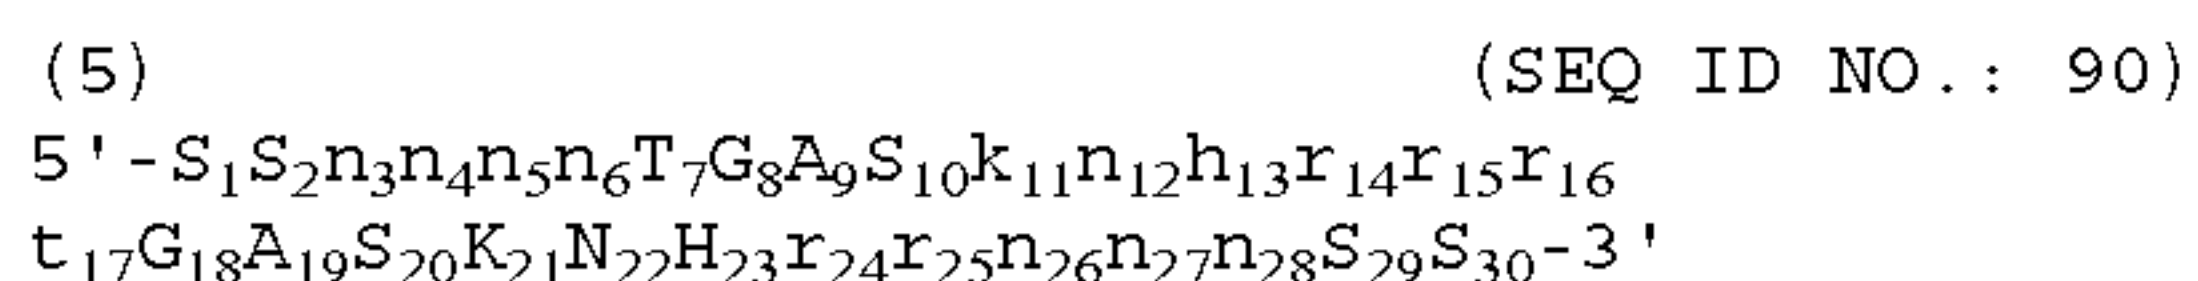 (5) (SEQ ID NO.: 90)
5'-S₁S₂n₃n₄n₅n₆T₇G₈A₉S₁₀k₁₁n₁₂h₁₃r₁₄r₁₅r₁₆
t₁₇G₁₈A₁₉S₂₀K₂₁N₂₂H₂₃r₂₄r₂₅n₂₆n₂₇n₂₈S₂₉S₃₀-3'